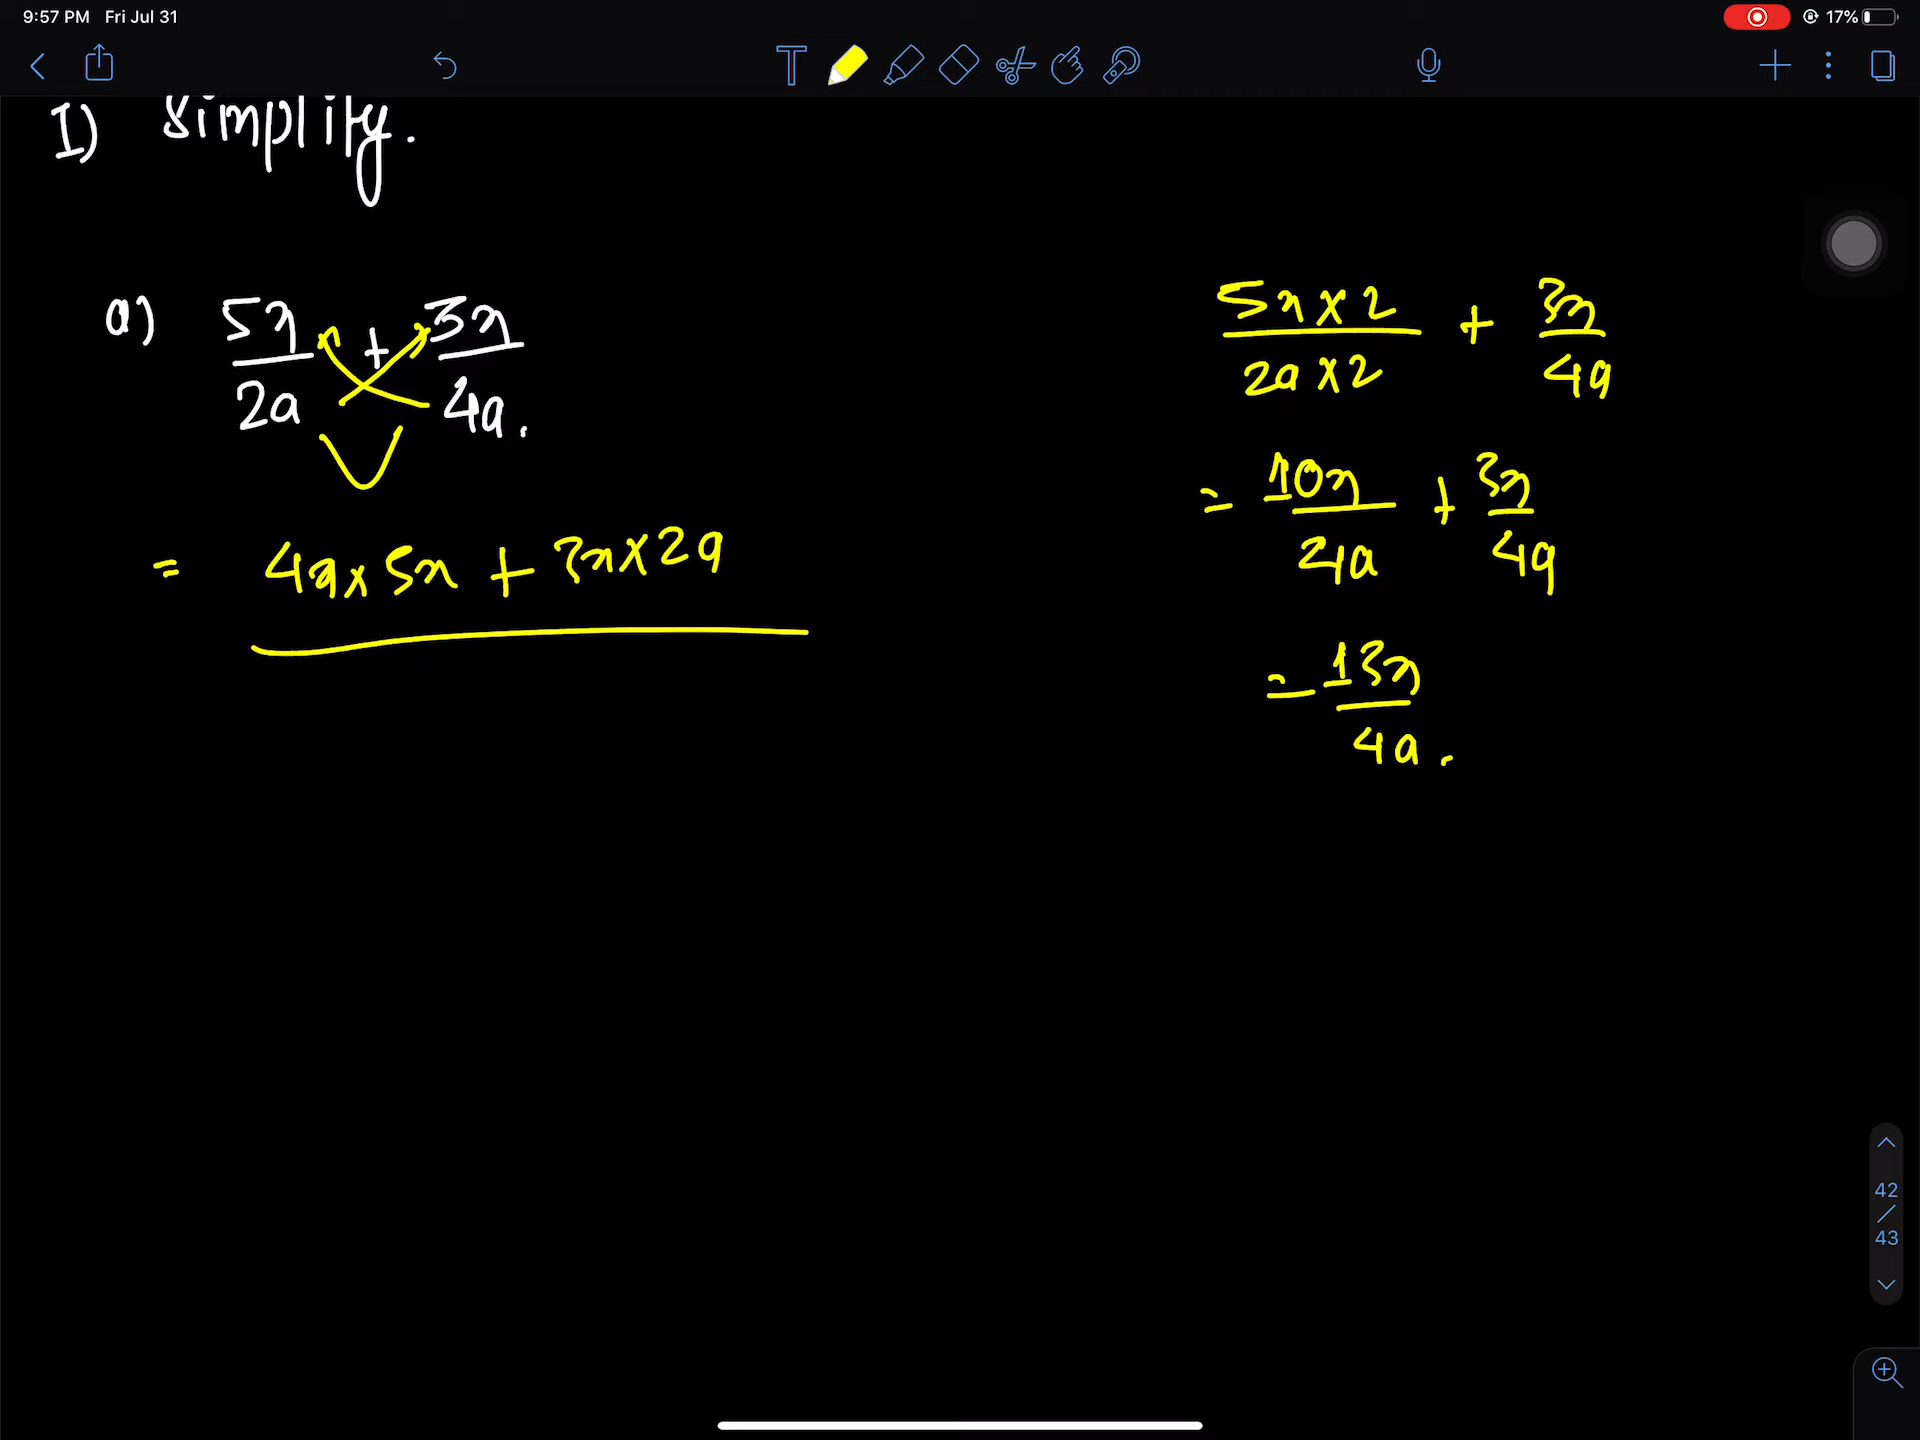 9:57 PM Fri Jul 31 17%
I) Simplify.
a) 5x/2a + 3x/4a.
= 4a×5x + 3x×2a
5x×2/2a×2 + 3x/4a
= 10x/4a + 3x/4a
= 13x/4a.
42/43